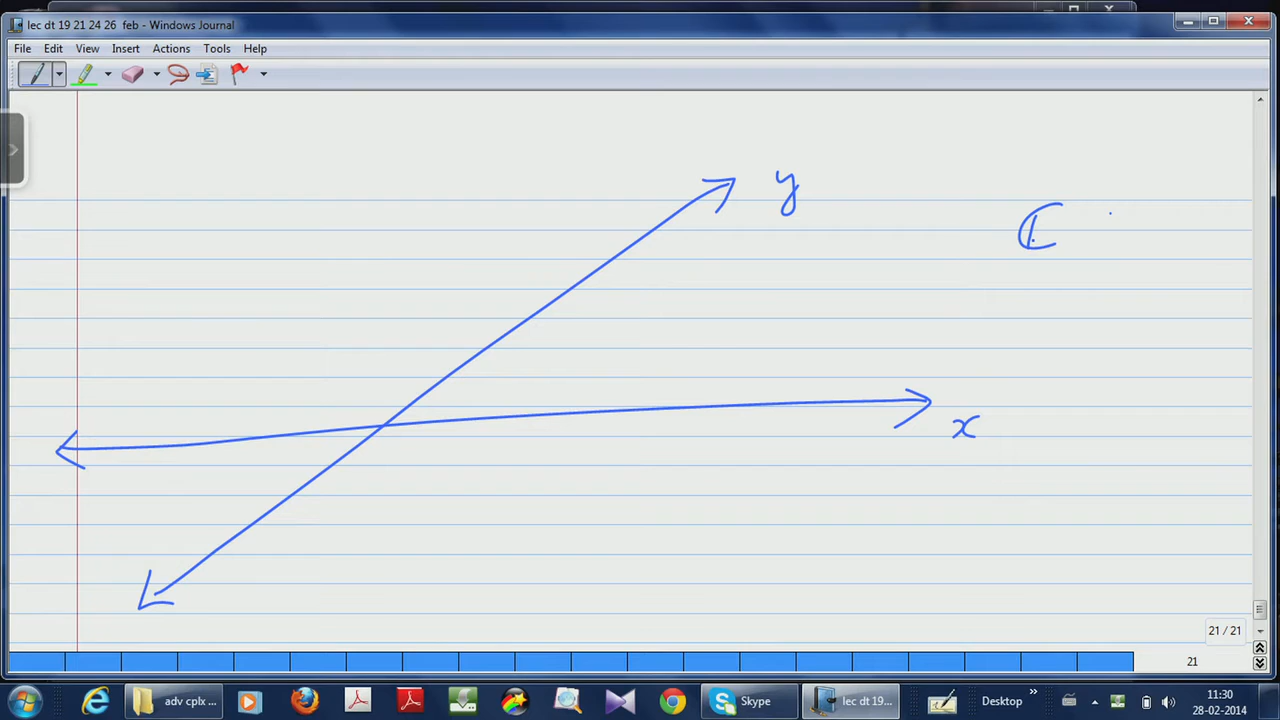 lec dt 19 21 24 26 feb - Windows Journal
File Edit View Insert Actions Tools Help
y
ℂ
x
21 / 21
21
adv cplx ... Skype lec dt 19... Desktop
11:30
28-02-2014